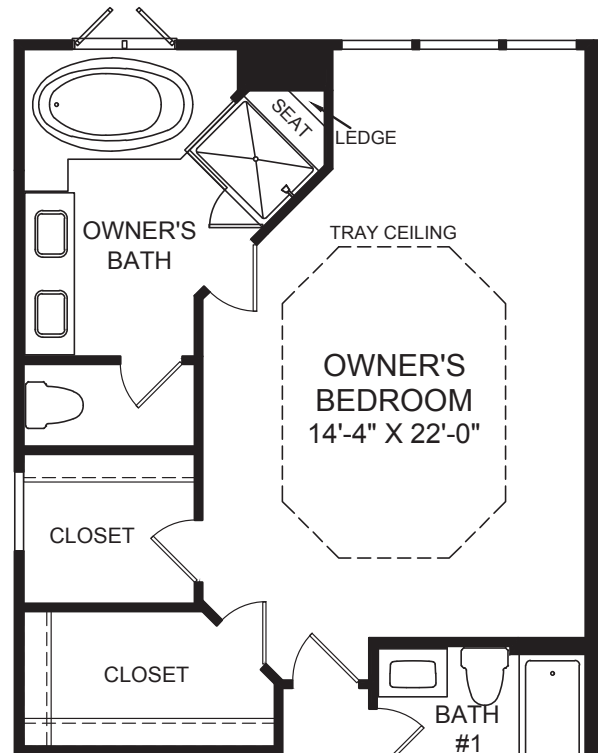 SEAT
LEDGE
OWNER'S
BATH
TRAY CEILING
OWNER'S
BEDROOM
14'-4" X 22'-0"
CLOSET
CLOSET
BATH
#1